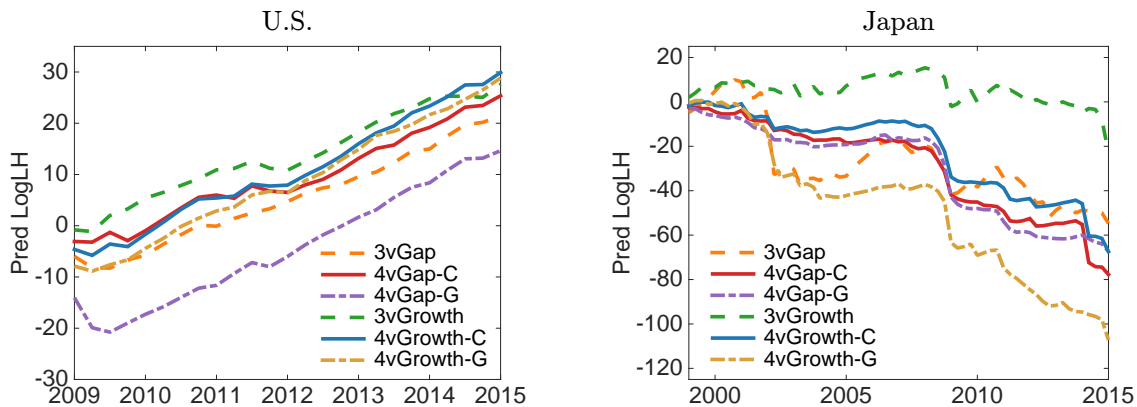 U.S.
Pred LogLH
30
20
10
0
-10
-20
-30
2009 2010 2011 2012 2013 2014 2015
3vGap
4vGap-C
4vGap-G
3vGrowth
4vGrowth-C
4vGrowth-G
Japan
Pred LogLH
20
0
-20
-40
-60
-80
-100
-120
2000 2005 2010 2015
3vGap
4vGap-C
4vGap-G
3vGrowth
4vGrowth-C
4vGrowth-G